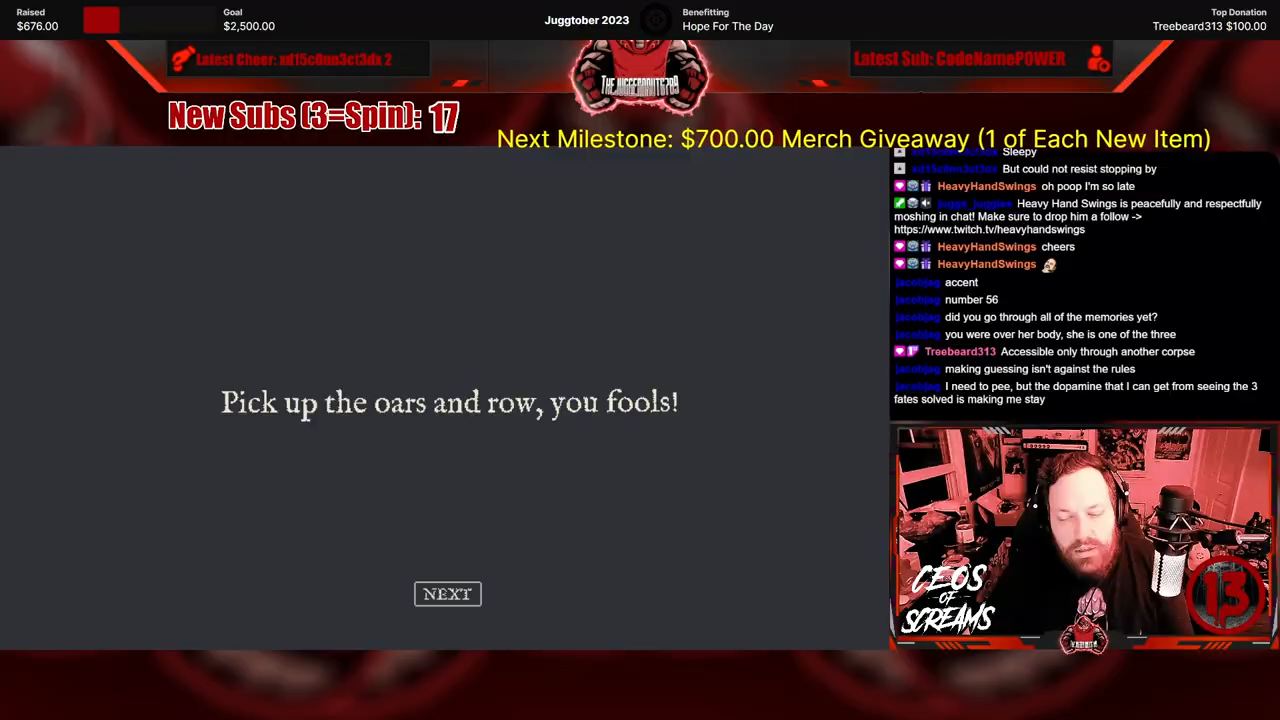 Raised
$676.00
Goal
$2,500.00
Juggtober 2023
Benefitting
Hope For The Day
Top Donation
Treebeard313 $100.00
Latest Cheer: xd15c0nn3ct3dx 2
THEJUGGERNAUT6789
Latest Sub: CodeNamePOWER
New Subs (3=Spin): 17
Next Milestone: $700.00 Merch Giveaway (1 of Each New Item)
Sleepy
xd15c0nn3ct3dx But could not resist stopping by
HeavyHandSwings oh poop I'm so late
juggs_juggles Heavy Hand Swings is peacefully and respectfully
moshing in chat! Make sure to drop him a follow ->
https://www.twitch.tv/heavyhandswings
HeavyHandSwings cheers
HeavyHandSwings
jacobjag accent
jacobjag number 56
jacobjag did you go through all of the memories yet?
jacobjag you were over her body, she is one of the three
Treebeard313 Accessible only through another corpse
jacobjag making guessing isn't against the rules
jacobjag I need to pee, but the dopamine that I can get from seeing the 3
fates solved is making me stay
Pick up the oars and row, you fools!
NEXT
CEOS
OF
SCREAMS
13